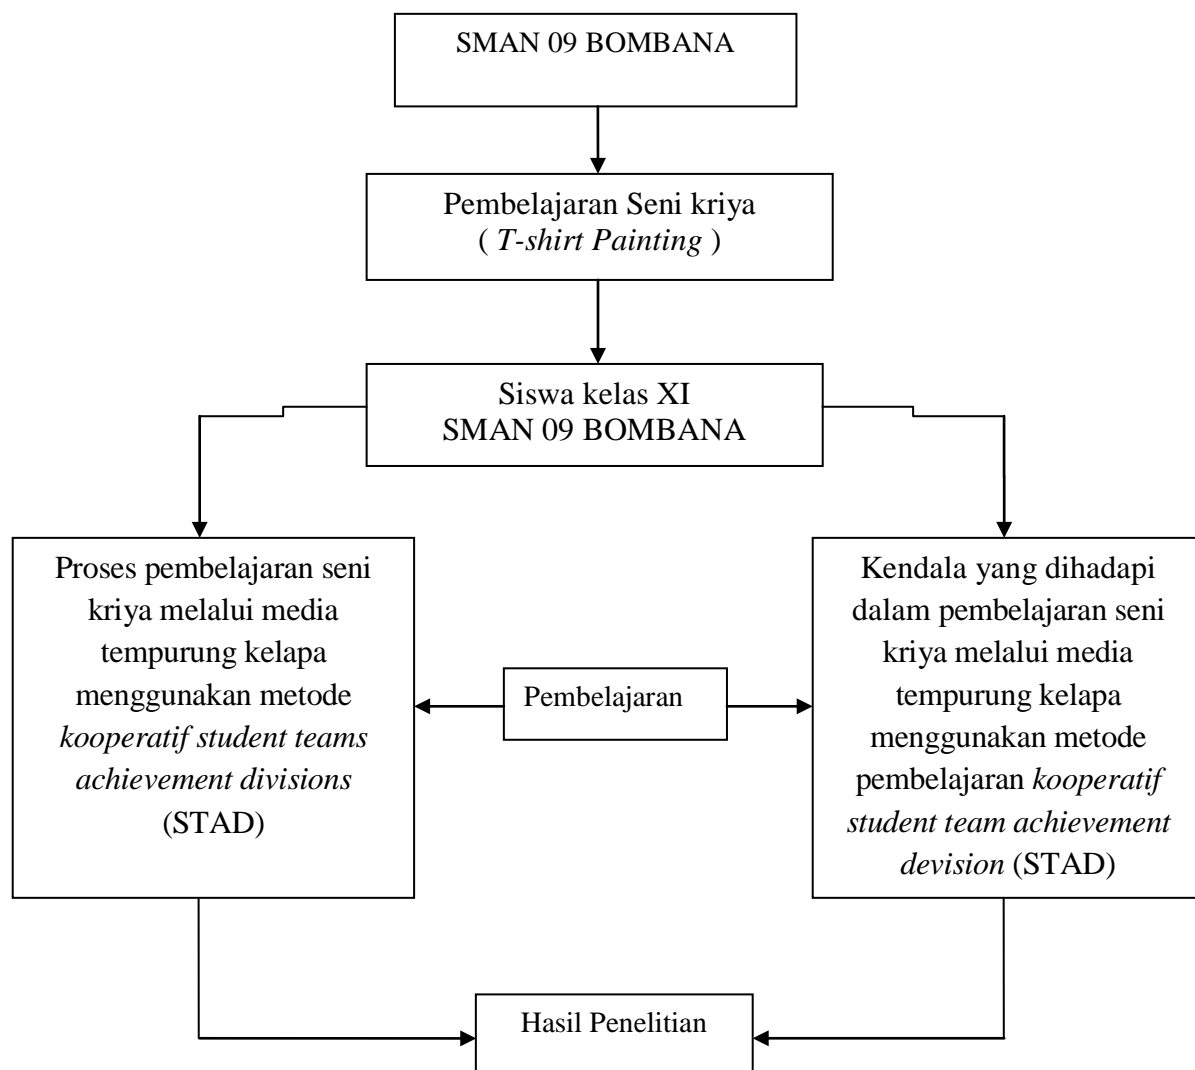 SMAN 09 BOMBANA
Pembelajaran Seni kriya
( T-shirt Painting )
Siswa kelas XI
SMAN 09 BOMBANA
Proses pembelajaran seni
kriya melalui media
tempurung kelapa
menggunakan metode
kooperatif student teams
achievement divisions
(STAD)
Pembelajaran
Kendala yang dihadapi
dalam pembelajaran seni
kriya melalui media
tempurung kelapa
menggunakan metode
pembelajaran kooperatif
student team achievement
devision (STAD)
Hasil Penelitian